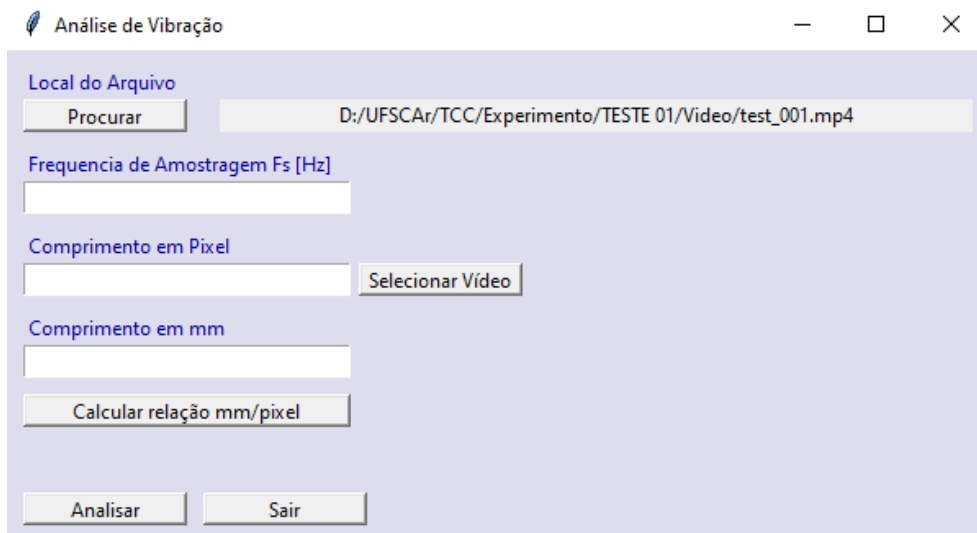 Análise de Vibração
Local do Arquivo
Procurar D:/UFSCAr/TCC/Experimento/TESTE 01/Video/test_001.mp4
Frequencia de Amostragem Fs [Hz]
Comprimento em Pixel
Selecionar Vídeo
Comprimento em mm
Calcular relação mm/pixel
Analisar Sair